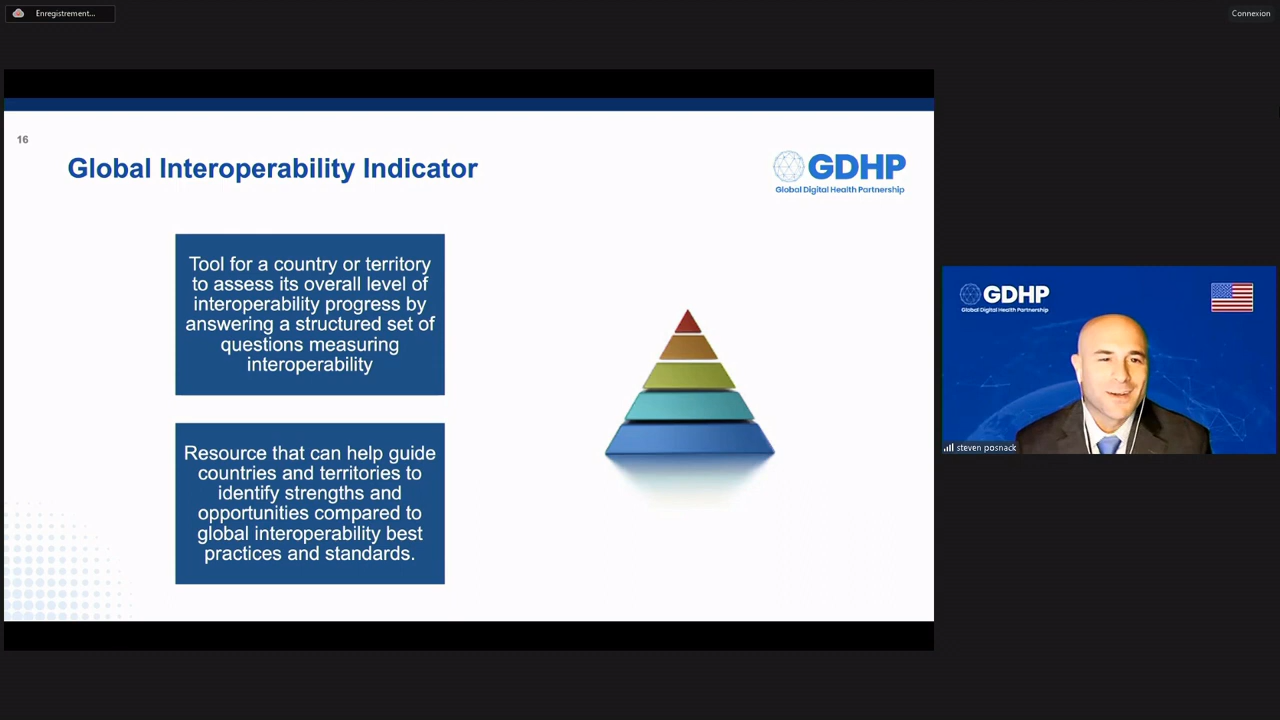 Enregistrement...
Connexion
16
Global Interoperability Indicator
GDHP
Global Digital Health Partnership
Tool for a country or territory
to assess its overall level of
interoperability progress by
answering a structured set of
questions measuring
interoperability
Resource that can help guide
countries and territories to
identify strengths and
opportunities compared to
global interoperability best
practices and standards.
GDHP
Global Digital Health Partnership
steven posnack